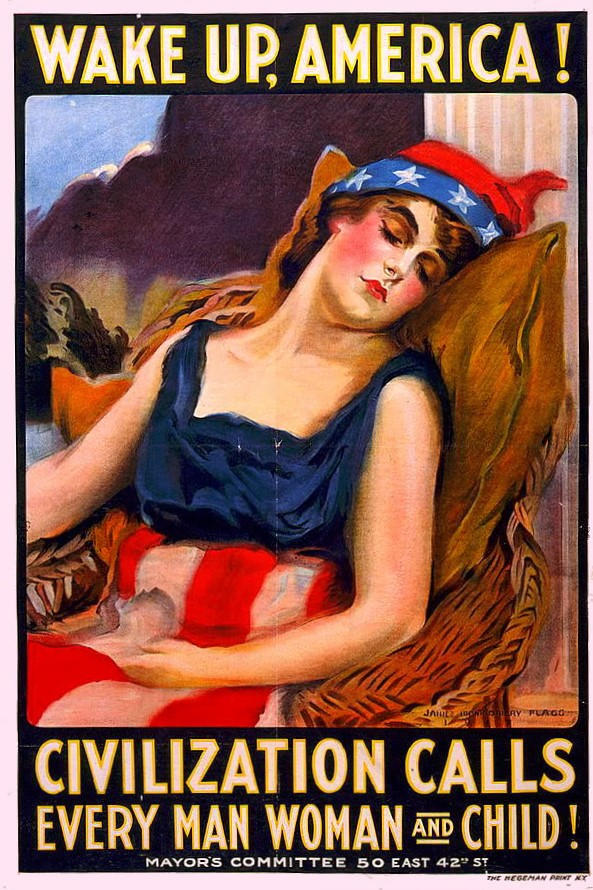 WAKE UP, AMERICA!
JAMES MONTGOMERY FLAGG
CIVILIZATION CALLS
EVERY MAN WOMAN AND CHILD!
MAYOR'S COMMITTEE 50 EAST 42ND ST
THE HEGEMAN PRINT N.Y.